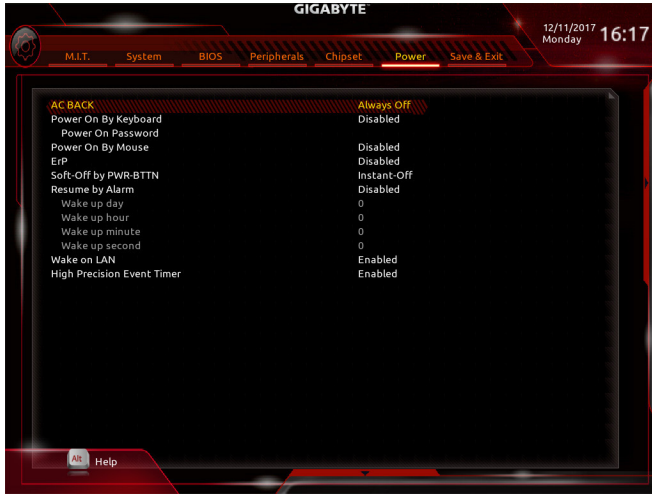 GIGABYTE
12/11/2017
Monday
16:17
M.I.T. System BIOS Peripherals Chipset Power Save & Exit
AC BACK Always Off
Power On By Keyboard Disabled
Power On Password
Power On By Mouse Disabled
ErP Disabled
Soft-Off by PWR-BTTN Instant-Off
Resume by Alarm Disabled
Wake up day 0
Wake up hour 0
Wake up minute 0
Wake up second 0
Wake on LAN Enabled
High Precision Event Timer Enabled
Alt Help